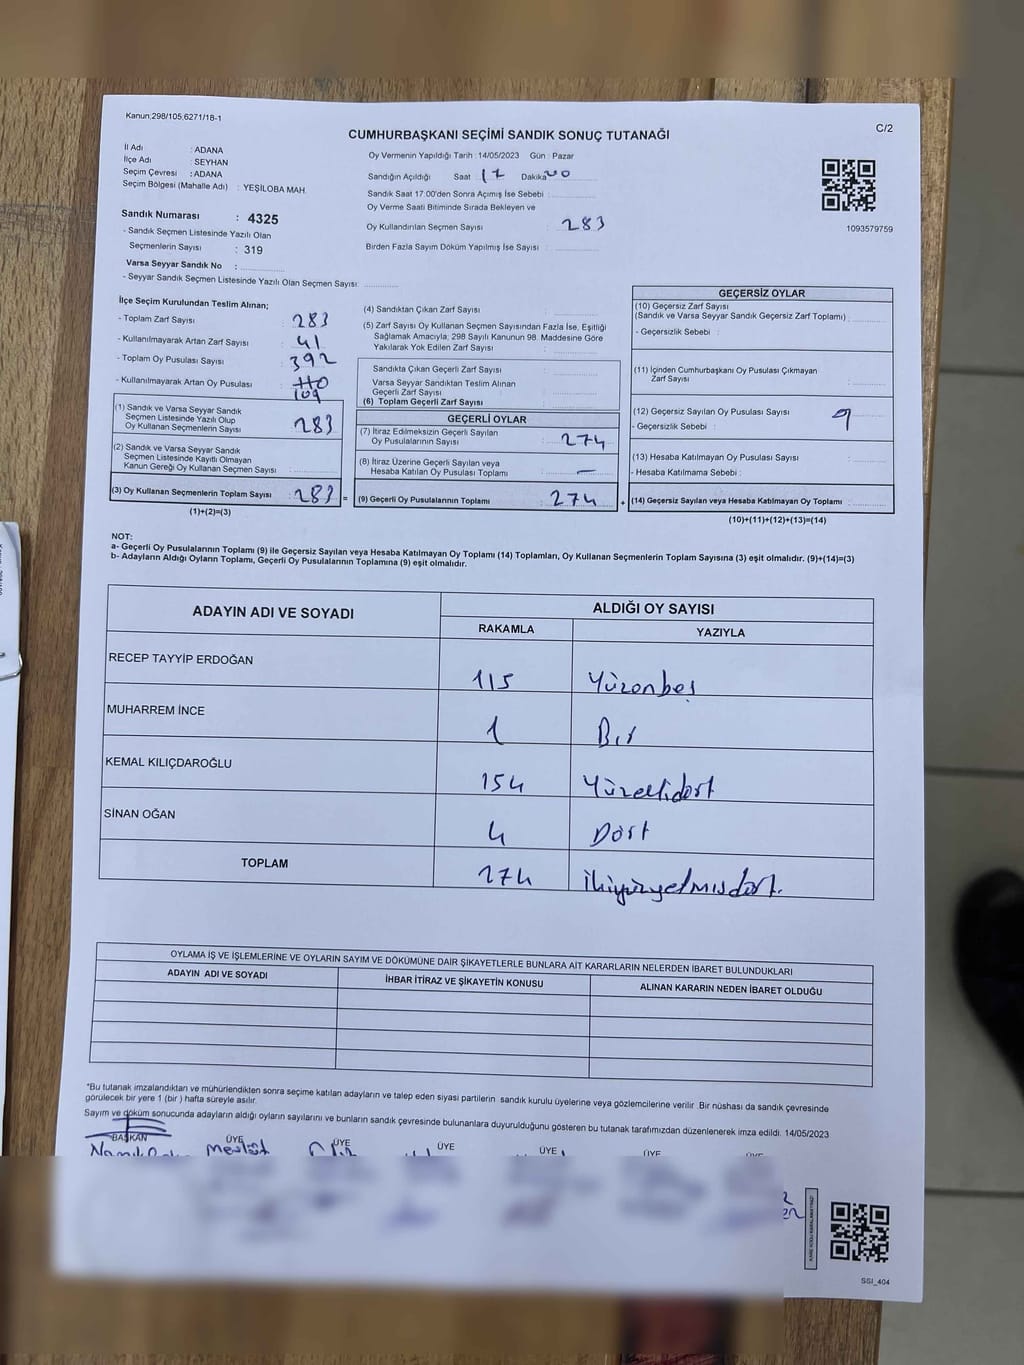 Kanun:298/105,6271/18-1
C/2
CUMHURBAŞKANI SEÇİMİ SANDIK SONUÇ TUTANAĞI
İl Adı : ADANA
İlçe Adı : SEYHAN
Seçim Çevresi : ADANA
Seçim Bölgesi (Mahalle Adı) : YEŞİLOBA MAH.
Oy Vermenin Yapıldığı Tarih : 14/05/2023 Gün : Pazar
Sandığın Açıldığı Saat 17 Dakika 00
Sandık Saat 17:00'den Sonra Açımış İse Sebebi :
Oy Verme Saati Bitiminde Sırada Bekleyen ve
Oy Kullandırılan Seçmen Sayısı : 283
Birden Fazla Sayım Döküm Yapılmış İse Sayısı :
1093579759
Sandık Numarası : 4325
- Sandık Seçmen Listesinde Yazılı Olan
Seçmenlerin Sayısı : 319
Varsa Seyyar Sandık No :
- Seyyar Sandık Seçmen Listesinde Yazılı Olan Seçmen Sayısı:
İlçe Seçim Kurulundan Teslim Alınan;
- Toplam Zarf Sayısı : 283
- Kullanılmayarak Artan Zarf Sayısı : 41
- Toplam Oy Pusulası Sayısı : 392
- Kullanılmayarak Artan Oy Pusulası : 110
109
(1) Sandık ve Varsa Seyyar Sandık
Seçmen Listesinde Yazılı Olup
Oy Kullanan Seçmenlerin Sayısı : 283
(2) Sandık ve Varsa Seyyar Sandık
Seçmen Listesinde Kayıtlı Olmayan
Kanun Gereği Oy Kullanan Seçmen Sayısı :
(3) Oy Kullanan Seçmenlerin Toplam Sayısı : 283 =
(1)+(2)=(3)
(4) Sandıktan Çıkan Zarf Sayısı :
(5) Zarf Sayısı Oy Kullanan Seçmen Sayısından Fazla İse, Eşitliği
Sağlamak Amacıyla; 298 Sayılı Kanunun 98. Maddesine Göre
Yakılarak Yok Edilen Zarf Sayısı :
Sandıkta Çıkan Geçerli Zarf Sayısı :
Varsa Seyyar Sandıktan Teslim Alınan
Geçerli Zarf Sayısı :
(6) Toplam Geçerli Zarf Sayısı :
GEÇERLİ OYLAR
(7) İtiraz Edilmeksizin Geçerli Sayılan
Oy Pusulalarının Sayısı : 274
(8) İtiraz Üzerine Geçerli Sayılan veya
Hesaba Katılan Oy Pusulası Toplamı : —
(9) Geçerli Oy Pusulalarının Toplamı : 274 +
GEÇERSİZ OYLAR
(10) Geçersiz Zarf Sayısı
(Sandık ve Varsa Seyyar Sandık Geçersiz Zarf Toplamı) :
- Geçersizlik Sebebi :
(11) İçinden Cumhurbaşkanı Oy Pusulası Çıkmayan
Zarf Sayısı :
(12) Geçersiz Sayılan Oy Pusulası Sayısı : 9
- Geçersizlik Sebebi :
(13) Hesaba Katılmayan Oy Pusulası Sayısı :
- Hesaba Katılmama Sebebi :
(14) Geçersiz Sayılan veya Hesaba Katılmayan Oy Toplamı :
(10)+(11)+(12)+(13)=(14)
NOT:
a- Geçerli Oy Pusulalarının Toplamı (9) ile Geçersiz Sayılan veya Hesaba Katılmayan Oy Toplamı (14) Toplamları, Oy Kullanan Seçmenlerin Toplam Sayısına (3) eşit olmalıdır. (9)+(14)=(3)
b- Adayların Aldığı Oyların Toplamı, Geçerli Oy Pusulalarının Toplamına (9) eşit olmalıdır.
ADAYIN ADI VE SOYADI
ALDIĞI OY SAYISI
RAKAMLA YAZIYLA
RECEP TAYYİP ERDOĞAN 115 Yüzonbeş
MUHARREM İNCE 1 Bir
KEMAL KILIÇDAROĞLU 154 Yüzellidört
SİNAN OĞAN 4 Dört
TOPLAM 274 İkiyüzyetmişdört.
OYLAMA İŞ VE İŞLEMLERİNE VE OYLARIN SAYIM VE DÖKÜMÜNE DAİR ŞİKAYETLERLE BUNLARA AİT KARARLARIN NELERDEN İBARET BULUNDUKLARI
ADAYIN ADI VE SOYADI İHBAR İTİRAZ VE ŞİKAYETİN KONUSU ALINAN KARARIN NEDEN İBARET OLDUĞU
*Bu tutanak imzalandıktan ve mühürlendikten sonra seçime katılan adayların ve talep eden siyasi partilerin sandık kurulu üyelerine veya gözlemcilerine verilir .Bir nüshası da sandık çevresinde
görülecek bir yere 1 (bir ) hafta süreyle asılır.
Sayım ve döküm sonucunda adayların aldığı oyların sayılarını ve bunların sandık çevresinde bulunanlara duyurulduğunu gösteren bu tutanak tarafımızdan düzenlenerek imza edildi. 14/05/2023
BAŞKAN ÜYE ÜYE ÜYE ÜYE ÜYE ÜYE
Mevlüt
SSI_404